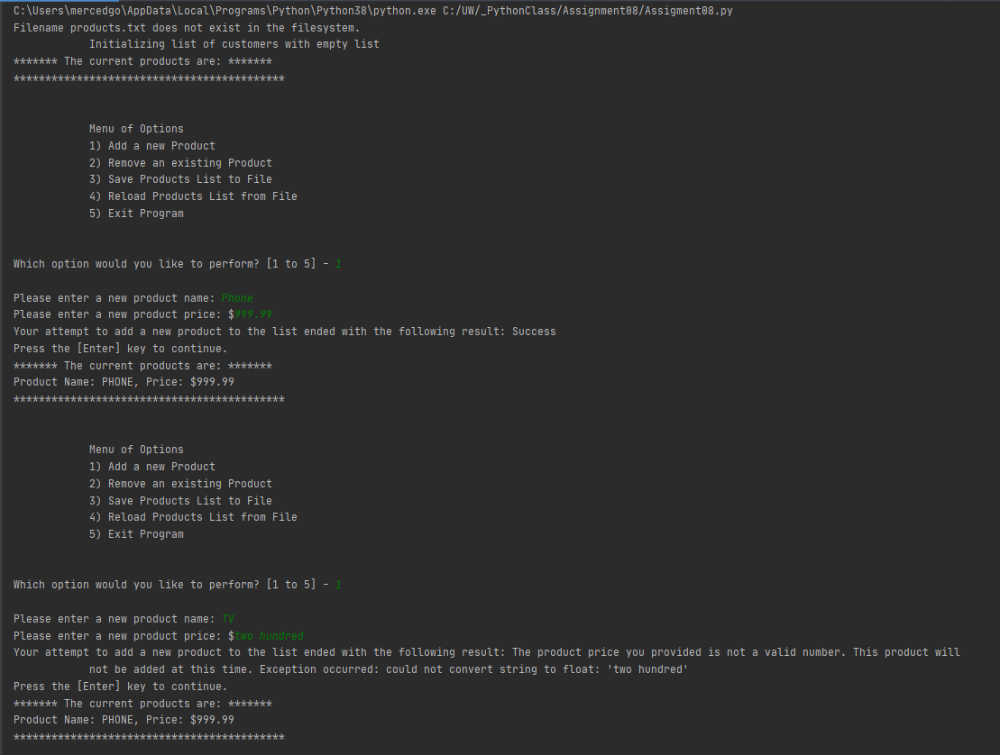 C:\Users\mercedgo\AppData\Local\Programs\Python\Python38\python.exe C:/UW/_PythonClass/Assignment08/Assigment08.py
Filename products.txt does not exist in the filesystem.
Initializing list of customers with empty list
******* The current products are: *******
*******************************************
Menu of Options
1) Add a new Product
2) Remove an existing Product
3) Save Products List to File
4) Reload Products List from File
5) Exit Program
Which option would you like to perform? [1 to 5] - 1
Please enter a new product name: Phone
Please enter a new product price: $999.99
Your attempt to add a new product to the list ended with the following result: Success
Press the [Enter] key to continue.
******* The current products are: *******
Product Name: PHONE, Price: $999.99
*******************************************
Menu of Options
1) Add a new Product
2) Remove an existing Product
3) Save Products List to File
4) Reload Products List from File
5) Exit Program
Which option would you like to perform? [1 to 5] - 1
Please enter a new product name: TV
Please enter a new product price: $two hundred
Your attempt to add a new product to the list ended with the following result: The product price you provided is not a valid number. This product will
not be added at this time. Exception occurred: could not convert string to float: 'two hundred'
Press the [Enter] key to continue.
******* The current products are: *******
Product Name: PHONE, Price: $999.99
*******************************************